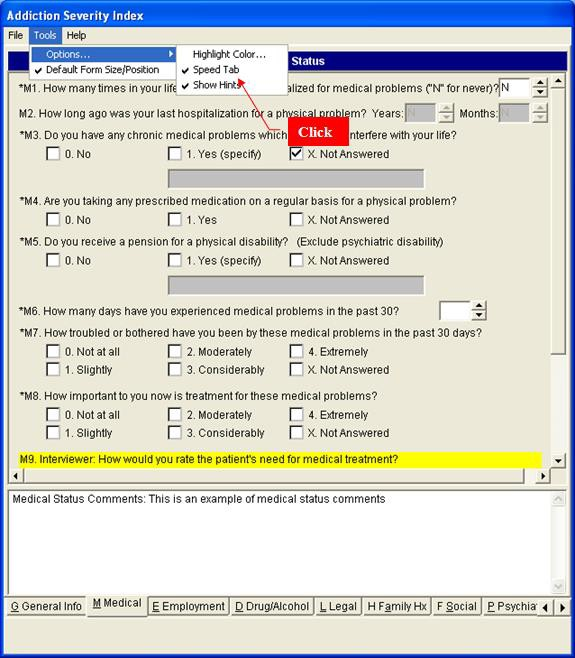 Addiction Severity Index
File Tools Help
Options... Highlight Color...
✓ Default Form Size/Position ✓ Speed Tab
✓ Show Hints
Status
Click
*M1. How many times in your life alized for medical problems ("N" for never)? N
M2. How long ago was your last hospitalization for a physical problem? Years: N Months: N
*M3. Do you have any chronic medical problems which interfere with your life?
0. No 1. Yes (specify) X. Not Answered
*M4. Are you taking any prescribed medication on a regular basis for a physical problem?
0. No 1. Yes X. Not Answered
*M5. Do you receive a pension for a physical disability? (Exclude psychiatric disability)
0. No 1. Yes (specify) X. Not Answered
*M6. How many days have you experienced medical problems in the past 30?
*M7. How troubled or bothered have you been by these medical problems in the past 30 days?
0. Not at all 2. Moderately 4. Extremely
1. Slightly 3. Considerably X. Not Answered
*M8. How important to you now is treatment for these medical problems?
0. Not at all 2. Moderately 4. Extremely
1. Slightly 3. Considerably X. Not Answered
M9. Interviewer: How would you rate the patient's need for medical treatment?
Medical Status Comments: This is an example of medical status comments
G General Info M Medical E Employment D Drug/Alcohol L Legal H Family Hx F Social P Psychia